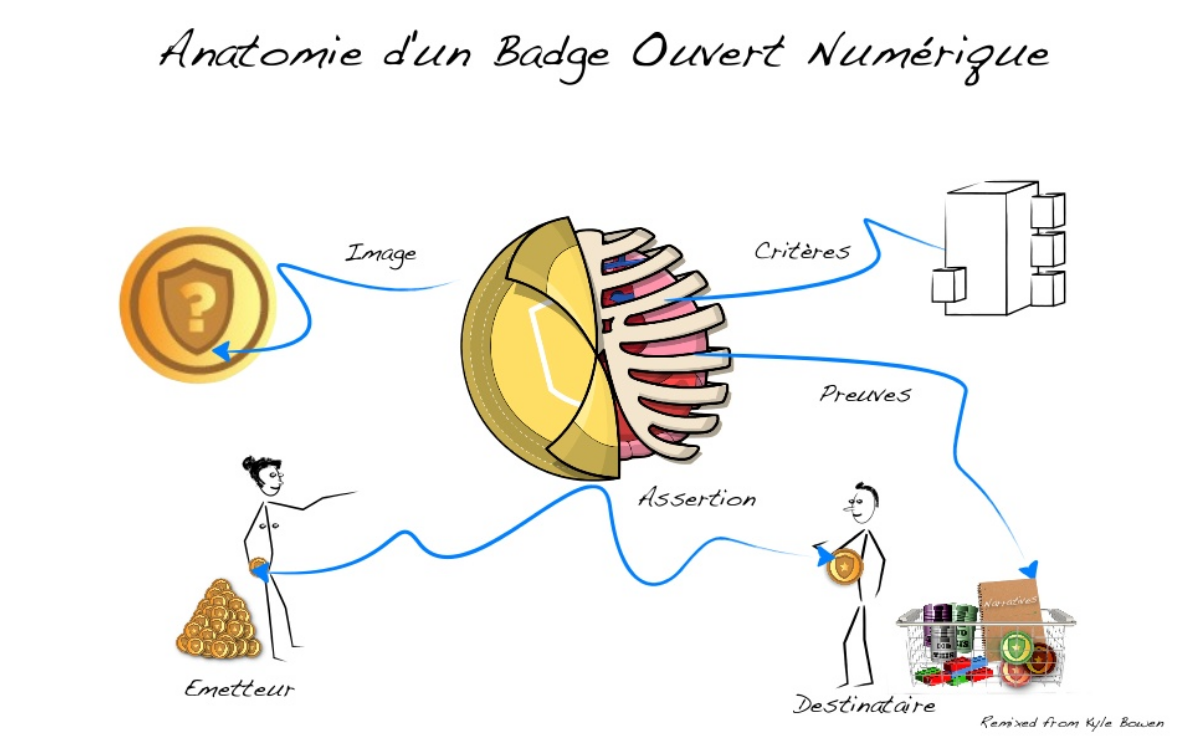 Anatomie d'un Badge Ouvert Numérique
Image
Critères
Preuves
Assertion
Narratives
Emetteur
Destinataire
Remixed from Kyle Bowen